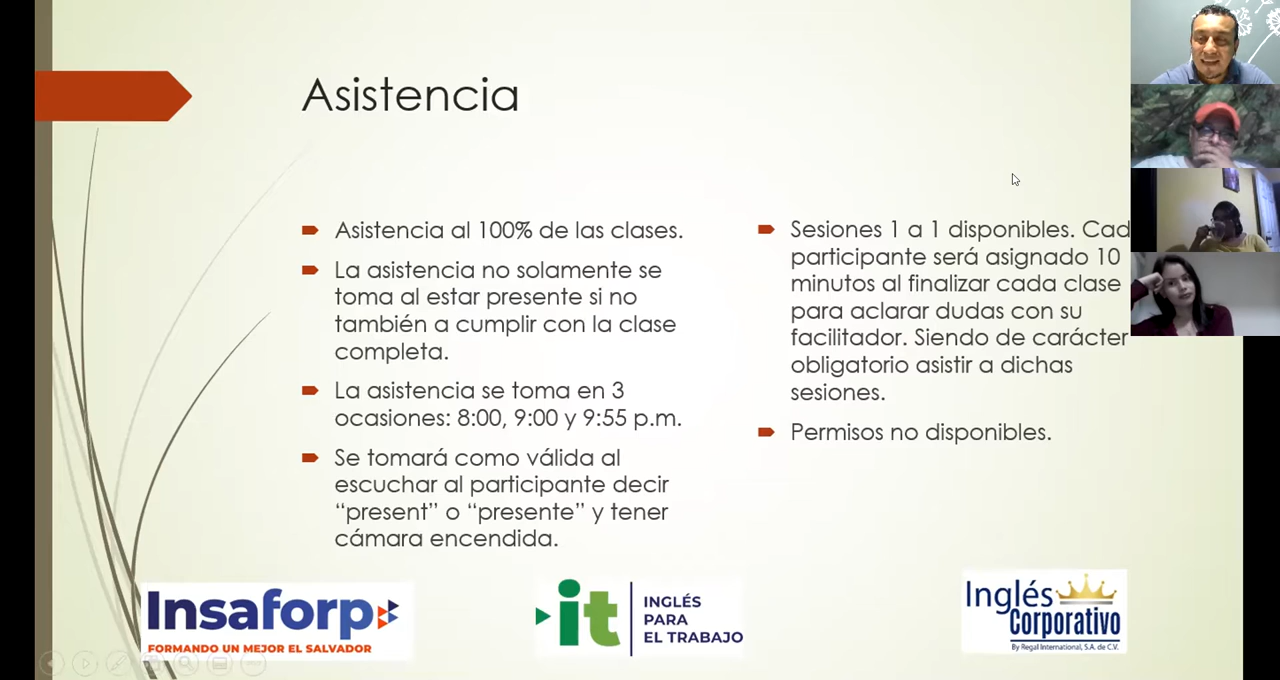 Asistencia
Asistencia al 100% de las clases.
La asistencia no solamente se
toma al estar presente si no
también a cumplir con la clase
completa.
La asistencia se toma en 3
ocasiones: 8:00, 9:00 y 9:55 p.m.
Se tomará como válida al
escuchar al participante decir
“present” o “presente” y tener
cámara encendida.
Sesiones 1 a 1 disponibles. Cad
participante será asignado 10
minutos al finalizar cada clase
para aclarar dudas con su
facilitador. Siendo de carácter
obligatorio asistir a dichas
sesiones.
Permisos no disponibles.
Insaforp
FORMANDO UN MEJOR EL SALVADOR
it
INGLÉS
PARA
EL TRABAJO
Inglés
Corporativo
By Regal International, S.A. de C.V.